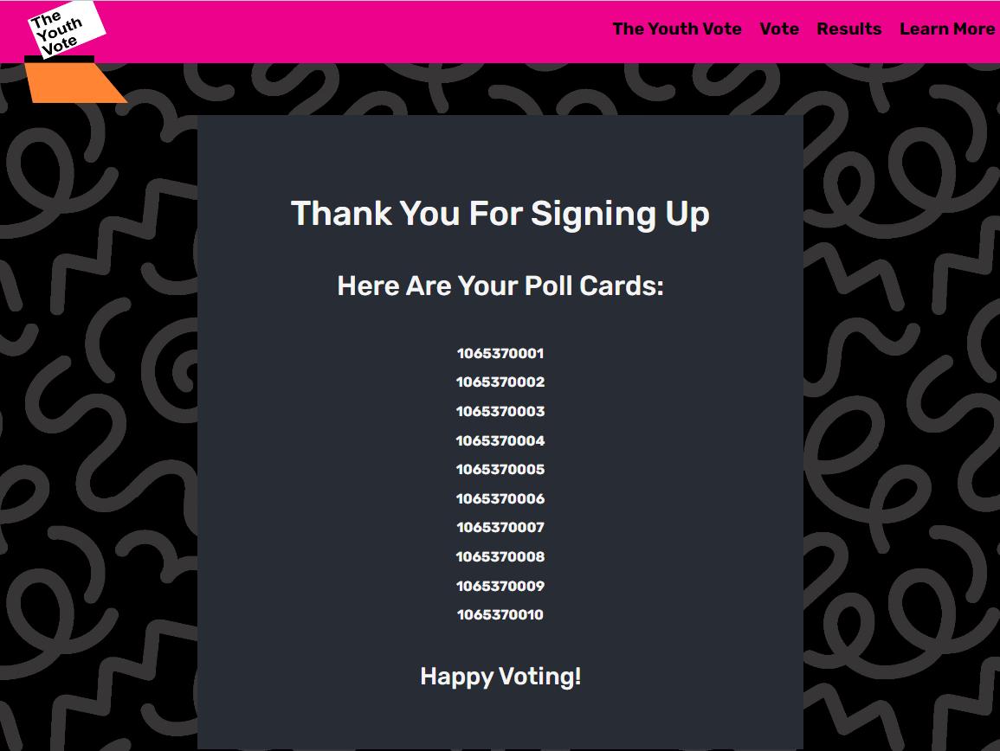 The
Youth
Vote
The Youth Vote Vote Results Learn More
Thank You For Signing Up
Here Are Your Poll Cards:
1065370001
1065370002
1065370003
1065370004
1065370005
1065370006
1065370007
1065370008
1065370009
1065370010
Happy Voting!